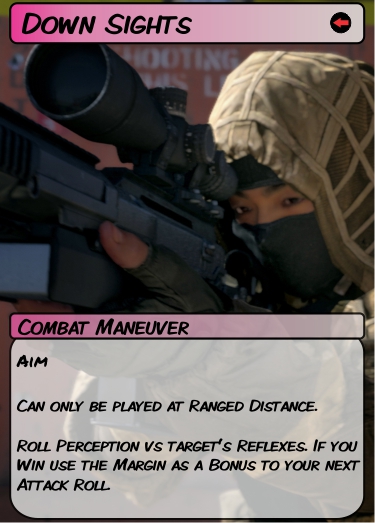 Down Sights
SHOOTING
Combat Maneuver
Aim
Can only be played at Ranged Distance.
Roll Perception vs target's Reflexes. If you
Win use the Margin as a Bonus to your next
Attack Roll.